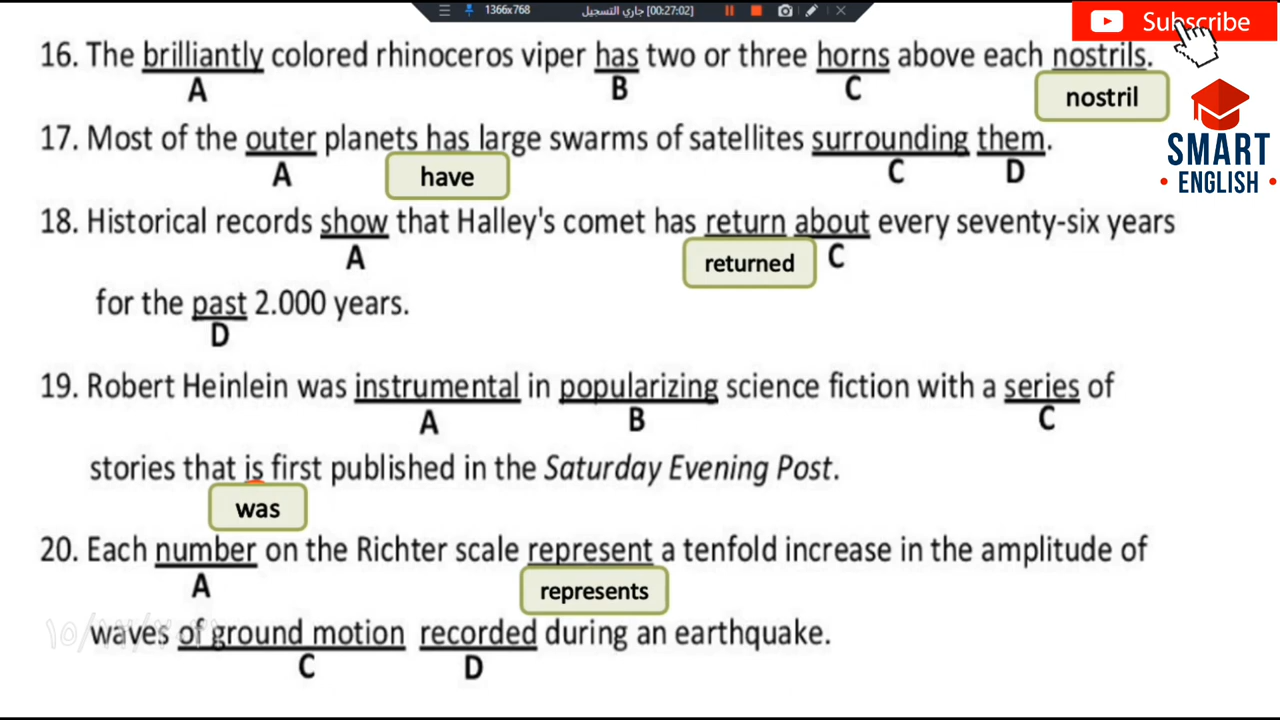 1366x768 جاري التسجيل [00:27:02]
Subscribe
16. The brilliantly colored rhinoceros viper has two or three horns above each nostrils.
A B C
nostril
SMART
ENGLISH
17. Most of the outer planets has large swarms of satellites surrounding them.
A C D
have
18. Historical records show that Halley's comet has return about every seventy-six years
A C
returned
for the past 2.000 years.
D
19. Robert Heinlein was instrumental in popularizing science fiction with a series of
A B C
stories that is first published in the Saturday Evening Post.
was
20. Each number on the Richter scale represent a tenfold increase in the amplitude of
A
represents
waves of ground motion recorded during an earthquake.
C D